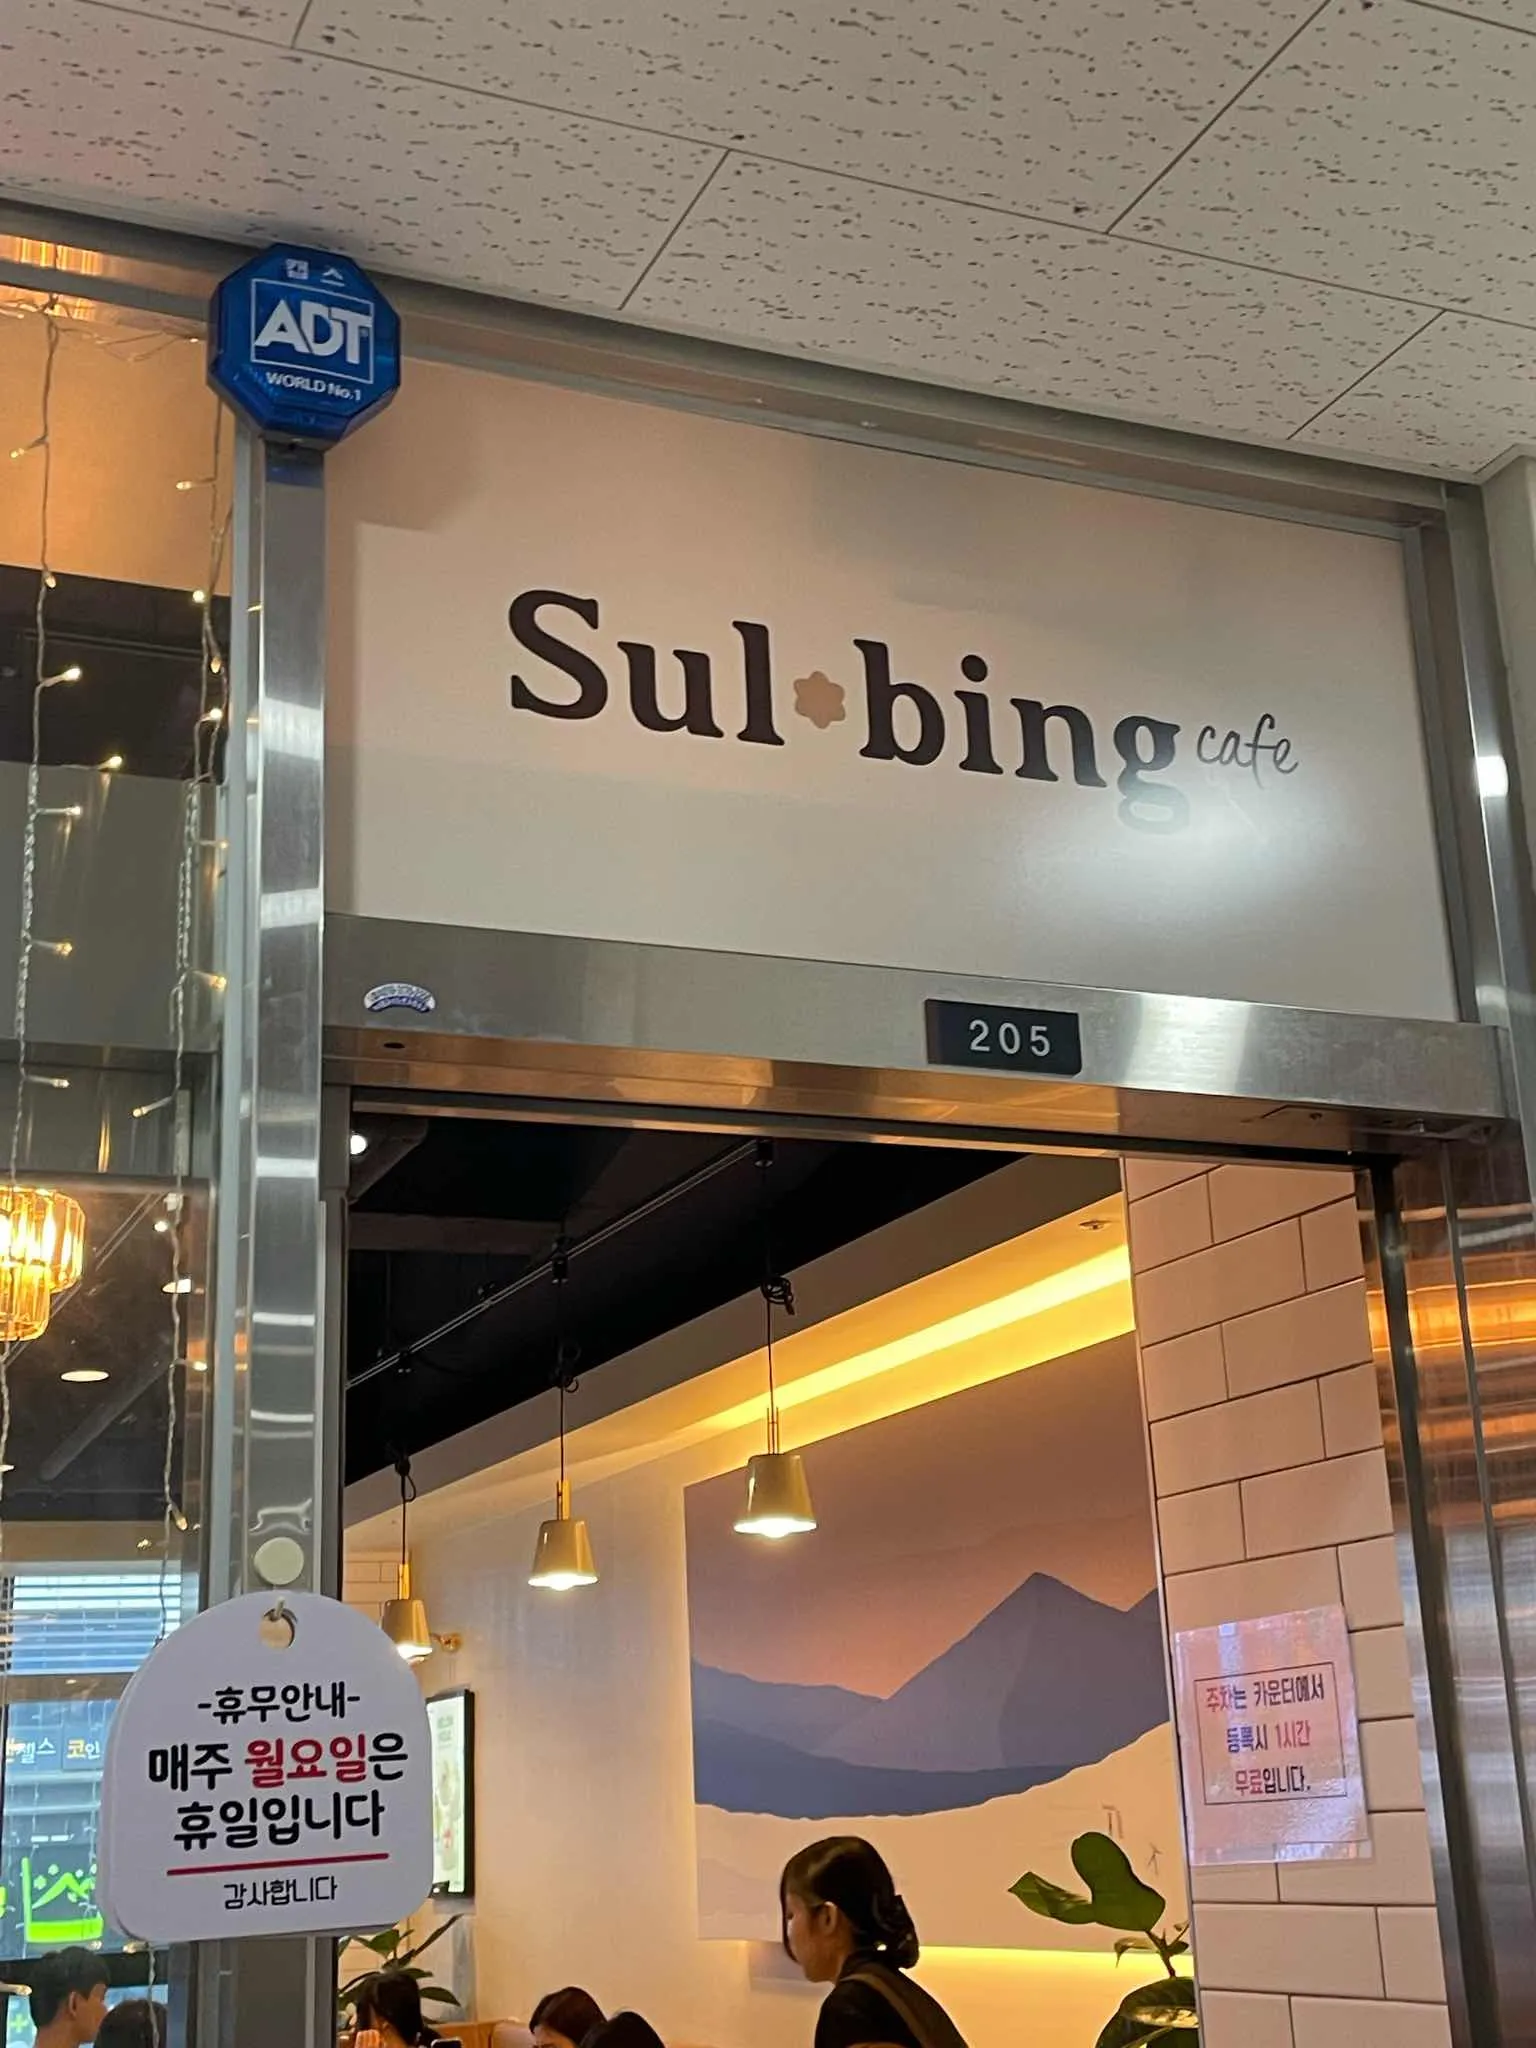 캡스
ADT
WORLD No.1
Sul bing cafe
205
-휴무안내-
매주 월요일은
휴일입니다
감사합니다
주차는 카운터에서
등록시 1시간
무료입니다.
코인